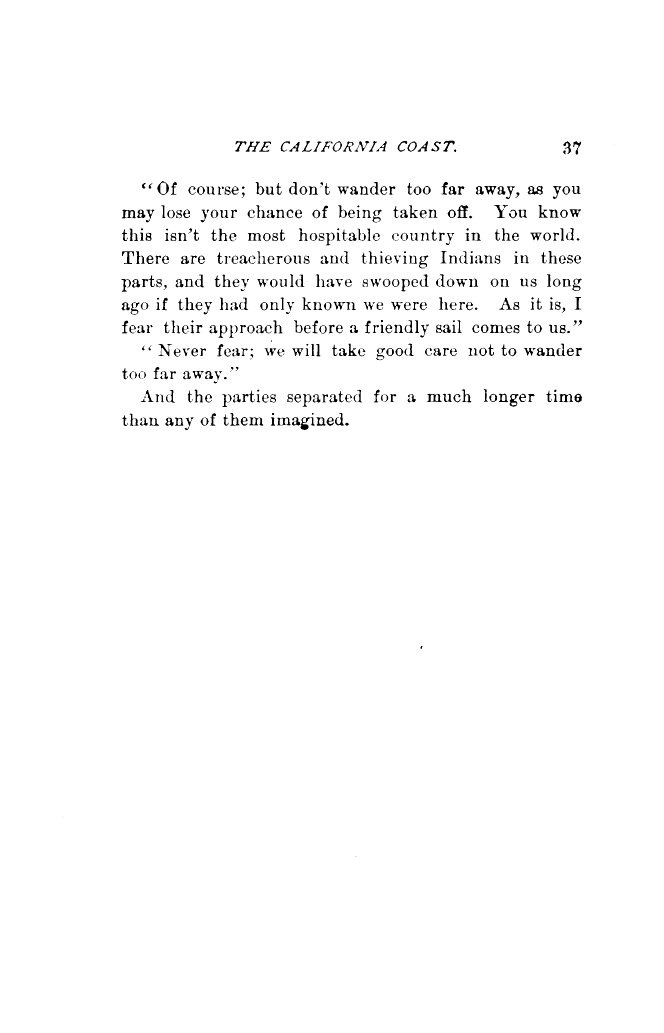 THE CALIFORNIA COAST. 37
“Of course; but don't wander too far away, as you
may lose your chance of being taken off. You know
this isn't the most hospitable country in the world.
There are treacherous and thieving Indians in these
parts, and they would have swooped down on us long
ago if they had only known we were here. As it is, I
fear their approach before a friendly sail comes to us.”
“Never fear; we will take good care not to wander
too far away.”
And the parties separated for a much longer time
than any of them imagined.